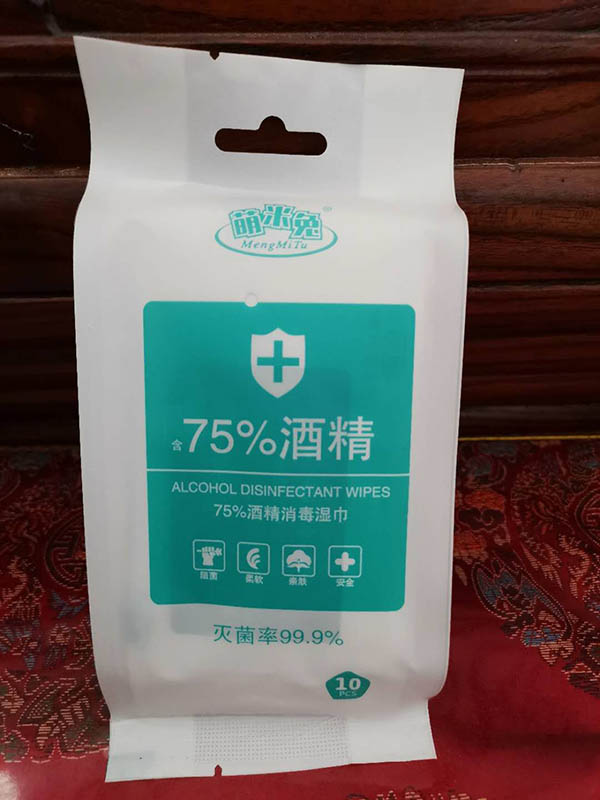 萌米兔®
MengMiTu
含75%酒精
ALCOHOL DISINFECTANT WIPES
75%酒精消毒湿巾
阻菌 柔软 亲肤 安全
灭菌率99.9%
10
PCS